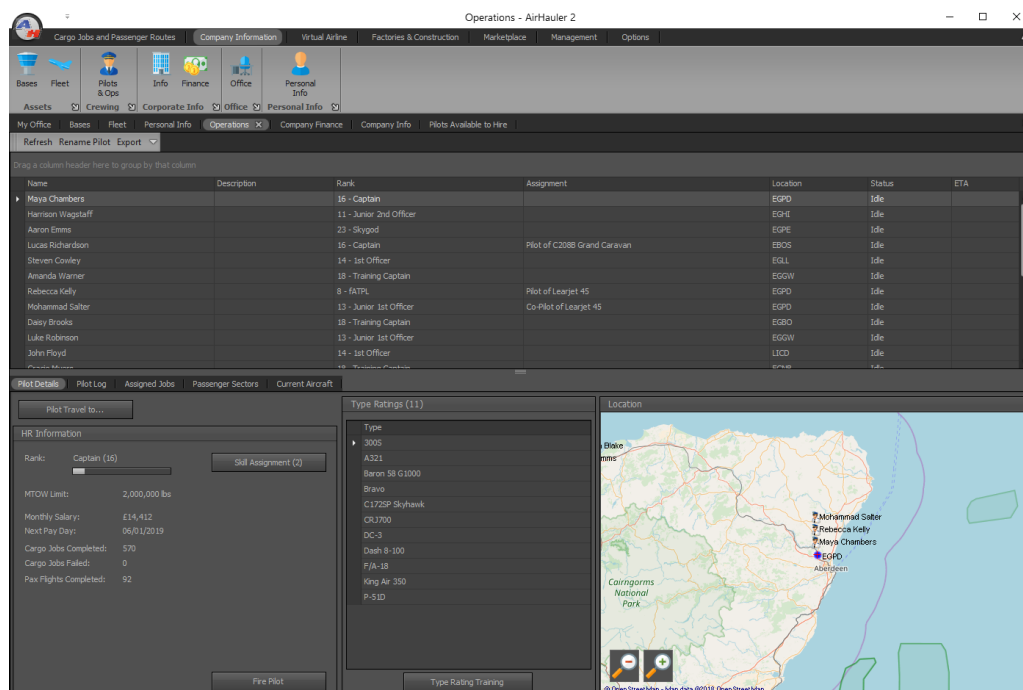 Operations - AirHauler 2
Cargo Jobs and Passenger Routes Company Information Virtual Airline Factories & Construction Marketplace Management Options
Bases Fleet Pilots & Ops Info Finance Office Personal Info
Assets Crewing Corporate Info Office Personal Info
My Office Bases Fleet Personal Info Operations X Company Finance Company Info Pilots Available to Hire
Refresh Rename Pilot Export
Drag a column header here to group by that column
Name Description Rank Assignment Location Status ETA
Maya Chambers 16 - Captain EGPD Idle
Harrison Wagstaff 11 - Junior 2nd Officer EGHI Idle
Aaron Emms 23 - Skygod EGPE Idle
Lucas Richardson 16 - Captain Pilot of C208B Grand Caravan EBOS Idle
Steven Cowley 14 - 1st Officer EGLL Idle
Amanda Warner 18 - Training Captain EGGW Idle
Rebecca Kelly 8 - fATPL Pilot of Learjet 45 EGPD Idle
Mohammad Salter 13 - Junior 1st Officer Co-Pilot of Learjet 45 EGPD Idle
Daisy Brooks 18 - Training Captain EGBO Idle
Luke Robinson 13 - Junior 1st Officer EGGW Idle
John Floyd 14 - 1st Officer LICD Idle
Pilot Details Pilot Log Assigned Jobs Passenger Sectors Current Aircraft
Pilot Travel to...
HR Information
Rank: Captain (16)
Skill Assignment (2)
MTOW Limit: 2,000,000 lbs
Monthly Salary: £14,412
Next Pay Day: 06/01/2019
Cargo Jobs Completed: 570
Cargo Jobs Failed: 0
Pax Flights Completed: 92
Fire Pilot
Type Ratings (11)
Type
300S
A321
Baron 58 G1000
Bravo
C172SP Skyhawk
CRJ700
DC-3
Dash 8-100
F/A-18
King Air 350
P-51D
Type Rating Training
Location
Blake
mms
Mohammad Salter
Rebecca Kelly
Maya Chambers
EGPD
Aberdeen
Cairngorms
National
Park
© OpenStreetMap - Map data ©2018 OpenStreetMap